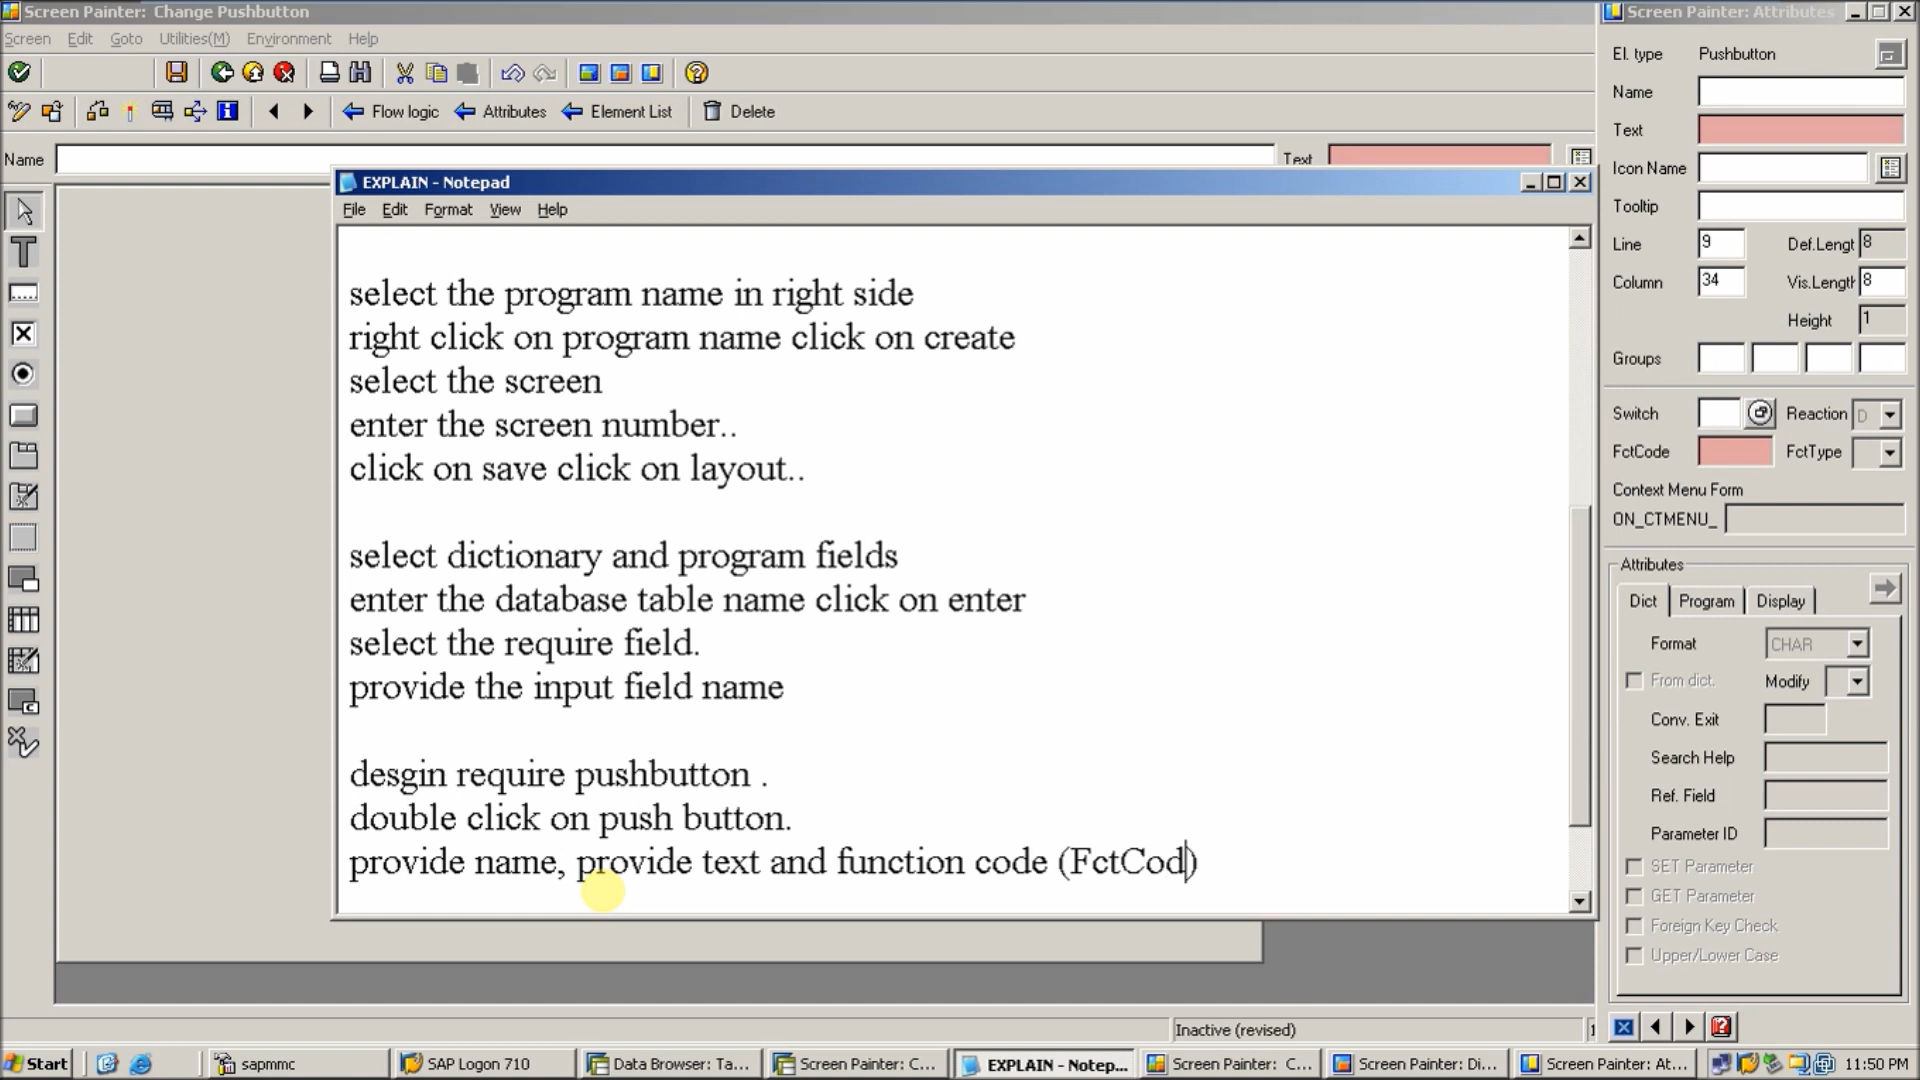 Screen Painter: Change Pushbutton
Screen Edit Goto Utilities(M) Environment Help
Flow logic Attributes Element List Delete
Name Text
EXPLAIN - Notepad
File Edit Format View Help
select the program name in right side
right click on program name click on create
select the screen
enter the screen number..
click on save click on layout..
select dictionary and program fields
enter the database table name click on enter
select the require field.
provide the input field name
desgin require pushbutton .
double click on push button.
provide name, provide text and function code (FctCod)
Inactive (revised)
Screen Painter: Attributes
El. type Pushbutton
Name
Text
Icon Name
Tooltip
Line 9 Def.Lengt 8
Column 34 Vis.Lengt 8
Height 1
Groups
Switch Reaction D
FctCode FctType
Context Menu Form
ON_CTMENU_
Attributes
Dict Program Display
Format CHAR
From dict. Modify
Conv. Exit
Search Help
Ref. Field
Parameter ID
SET Parameter
GET Parameter
Foreign Key Check
Upper/Lower Case
Start sapmmc SAP Logon 710 Data Browser: Ta... Screen Painter: C... EXPLAIN - Notep... Screen Painter: C... Screen Painter: Di... Screen Painter: At... 11:50 PM